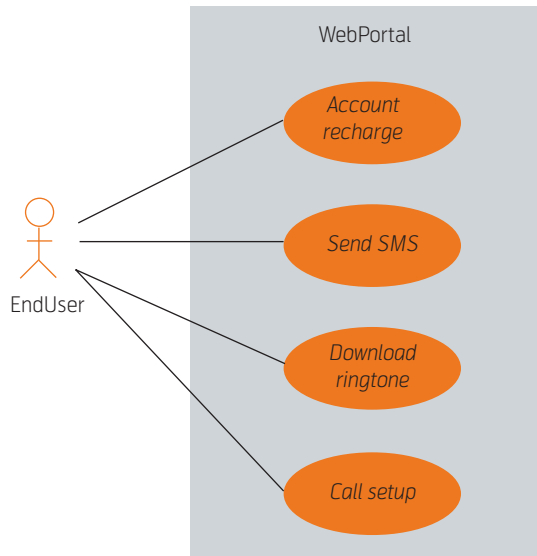 WebPortal
Account
recharge
Send SMS
EndUser
Download
ringtone
Call setup